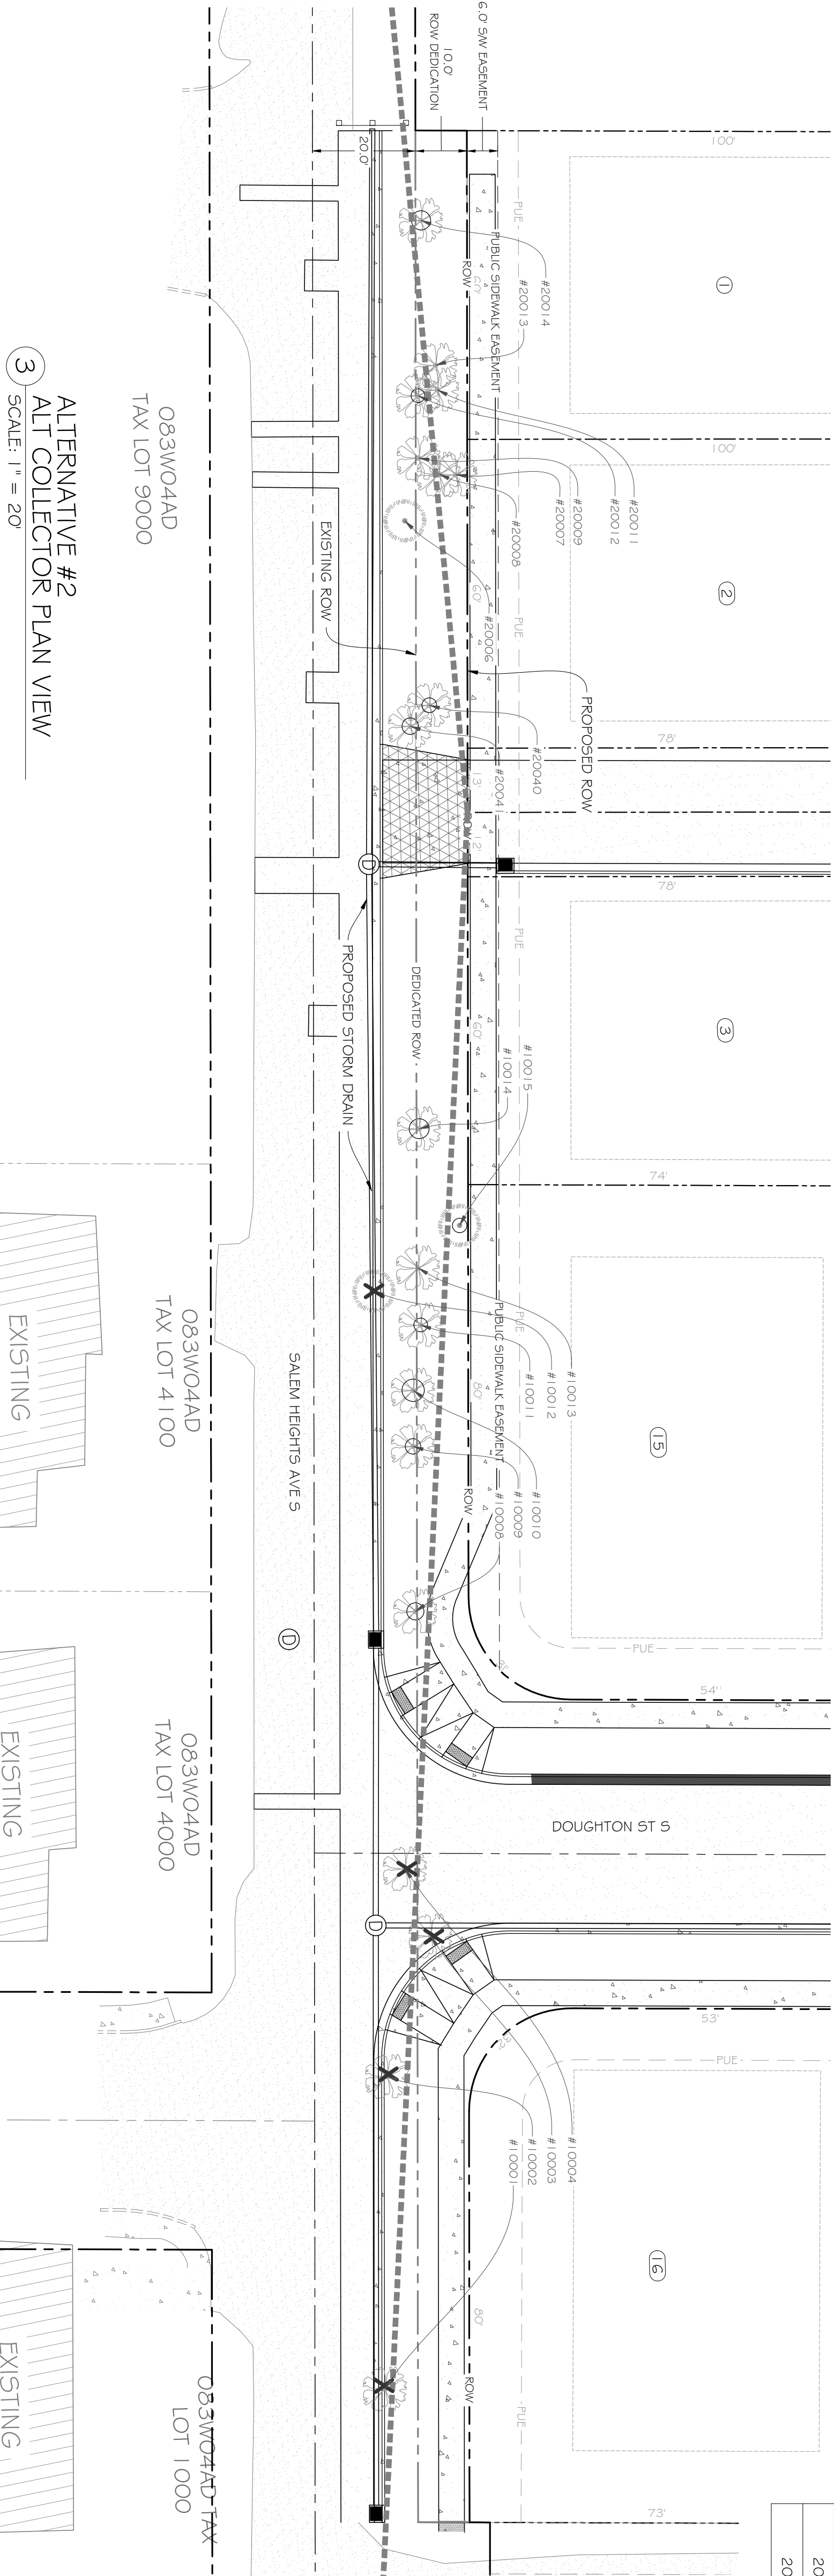 6.0' S/W EASEMENT
10.0'
ROW DEDICATION
20.0'
100'
PUE
PUBLIC SIDEWALK EASEMENT
ROW
60'
#20014
#20013
1
100'
#20011
#20012
#20009
#20007
#20008
#20006
60'
PUE
2
EXISTING ROW
PROPOSED ROW
78'
#20040
#20041
13'
12'
ROW
D
78'
PUE
3
60'
PROPOSED STORM DRAIN
DEDICATED ROW
#10015
#10014
74'
PUBLIC SIDEWALK EASEMENT
PUE
#10013
#10012
#10011
80'
15
#10010
#10009
#10008
ROW
SALEM HEIGHTS AVE S
D
PUE
54'
DOUGHTON ST S
D
53'
PUE
#10004
#10003
#10002
#10001
16
80'
ROW
PUE
73'
083W04AD
TAX LOT 9000
083W04AD
TAX LOT 4100
083W04AD
TAX LOT 4000
083W04AD TAX
LOT 1000
EXISTING
EXISTING
EXISTING
3
ALTERNATIVE #2
ALT COLLECTOR PLAN VIEW
SCALE: 1" = 20'
20
20